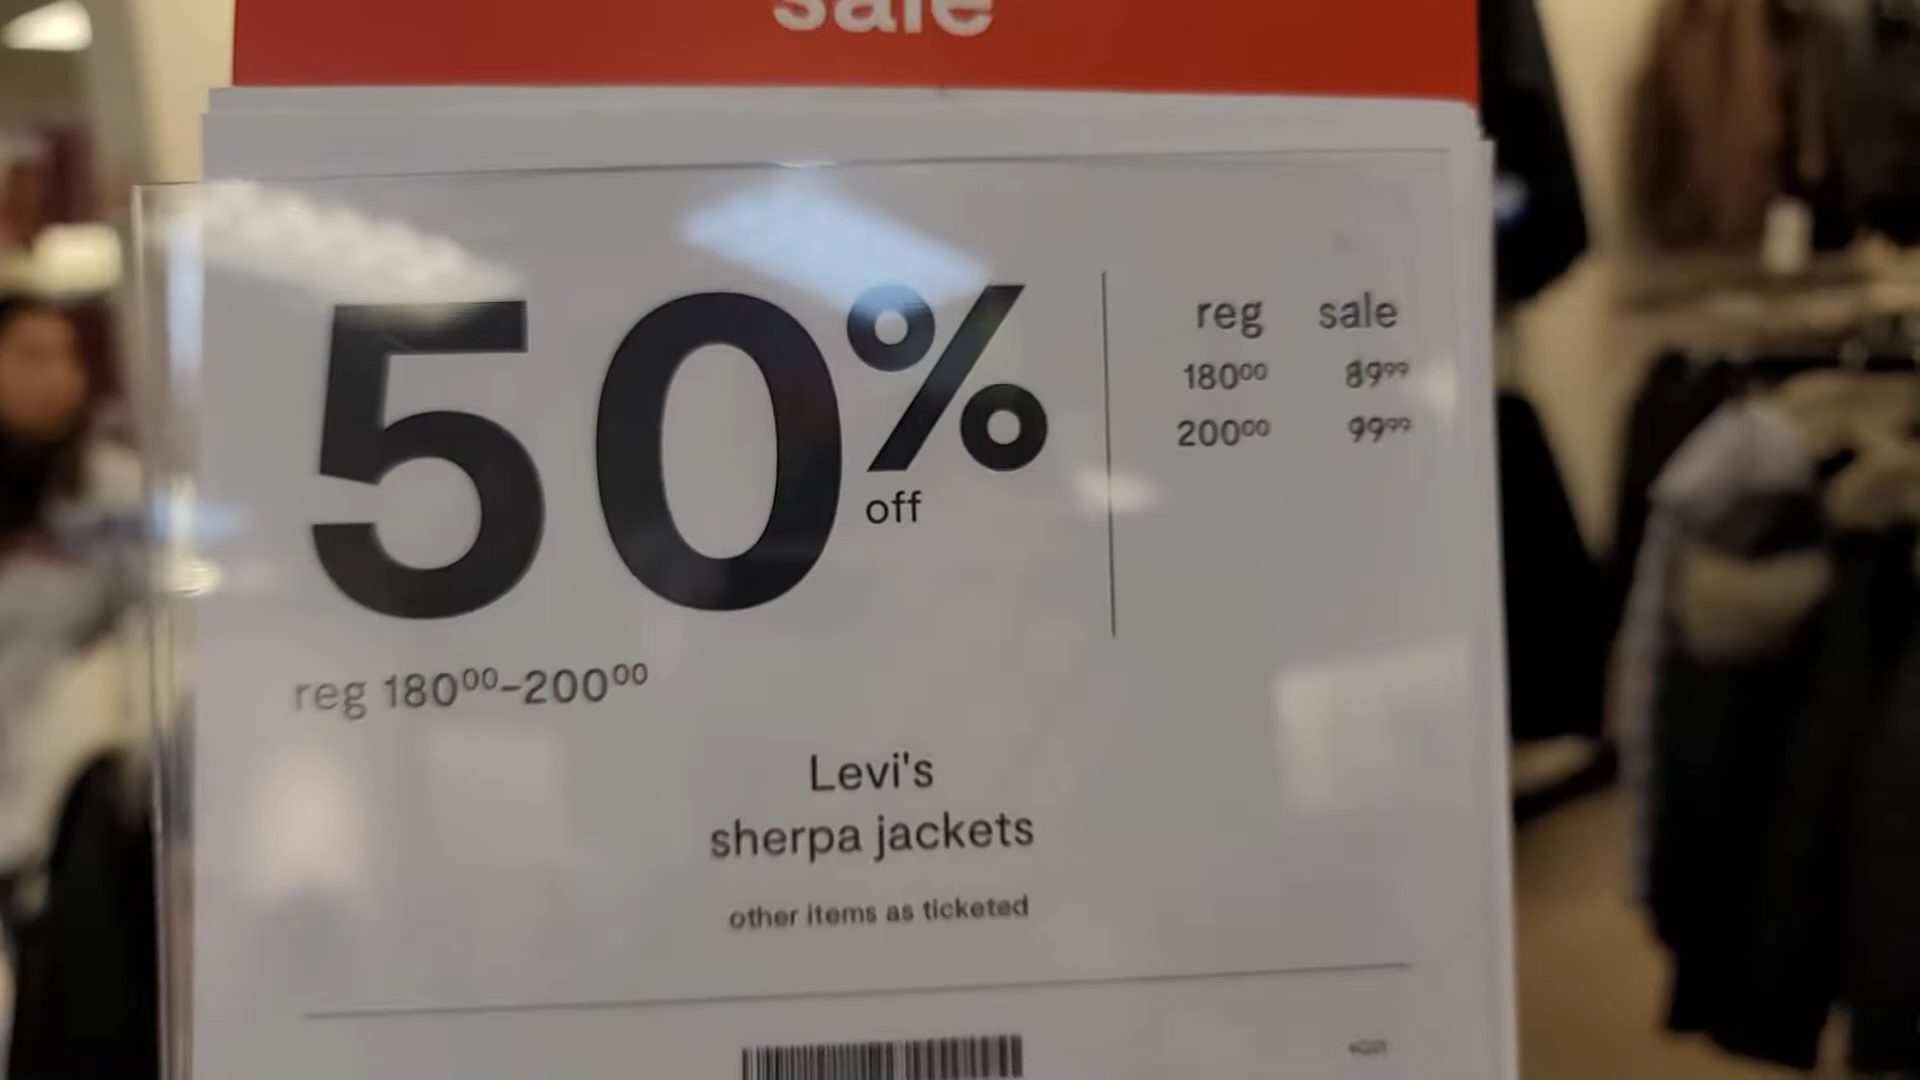 sale
50%
off
reg sale
180⁰⁰ 89⁹⁹
200⁰⁰ 99⁹⁹
reg 180⁰⁰–200⁰⁰
Levi's
sherpa jackets
other items as ticketed